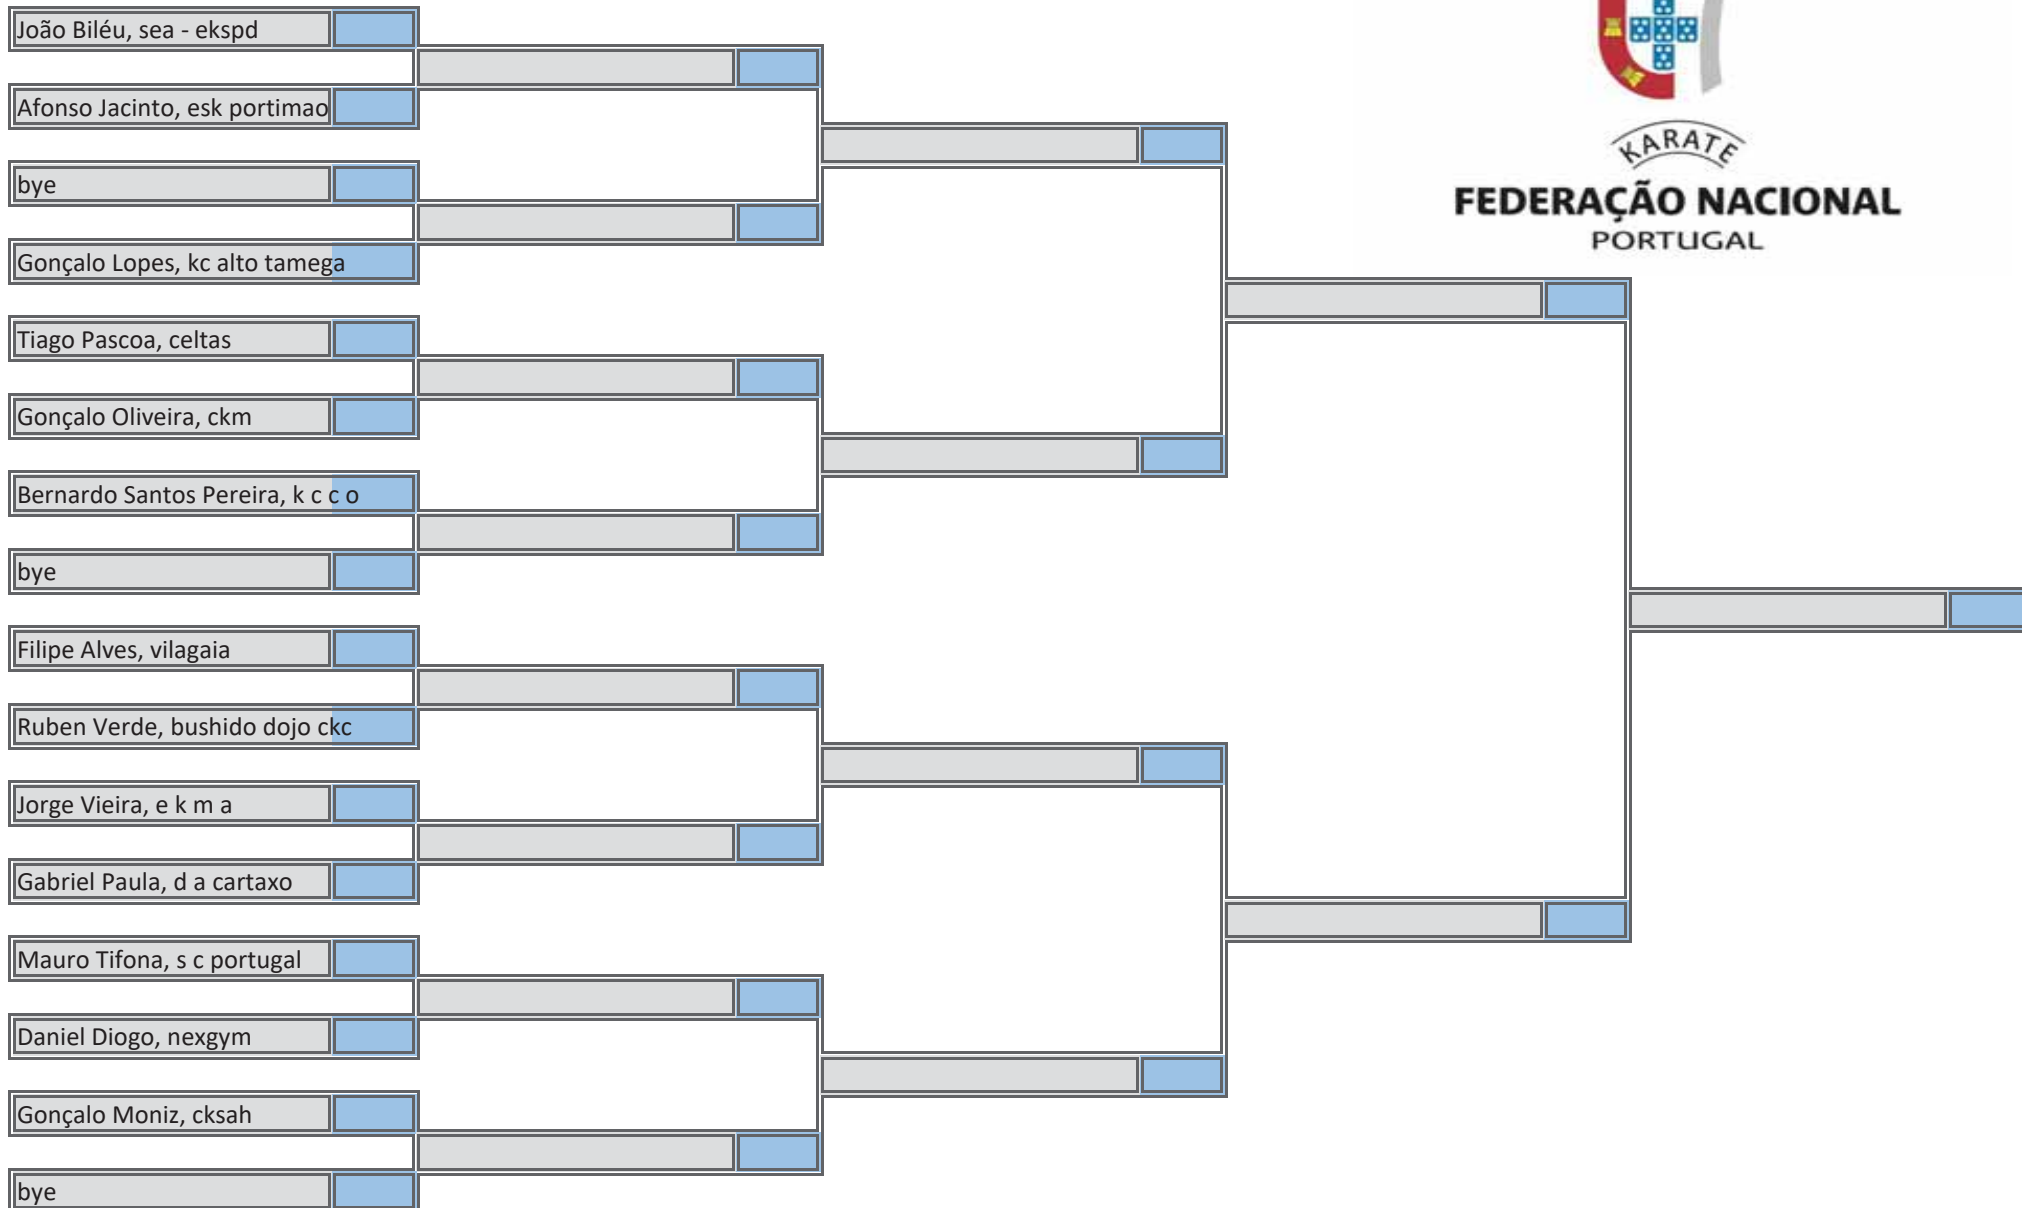 João Biléu, sea - ekspd
Afonso Jacinto, esk portimao
bye
Gonçalo Lopes, kc alto tamega
Tiago Pascoa, celtas
Gonçalo Oliveira, ckm
Bernardo Santos Pereira, k c c o
bye
Filipe Alves, vilagaia
Ruben Verde, bushido dojo ckc
Jorge Vieira, e k m a
Gabriel Paula, d a cartaxo
Mauro Tifona, s c portugal
Daniel Diogo, nexgym
Gonçalo Moniz, cksah
bye
KARATE
FEDERAÇÃO NACIONAL
PORTUGAL